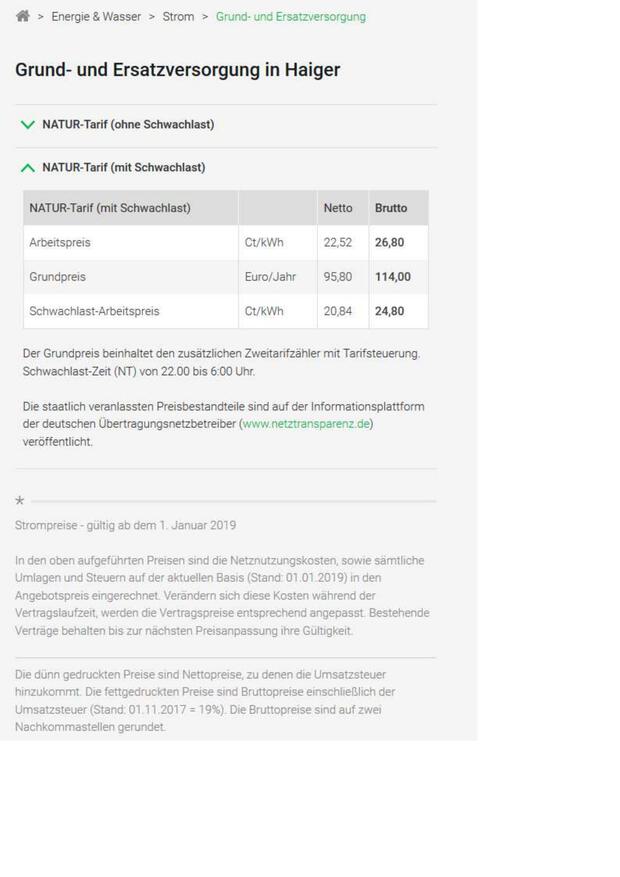 > Energie & Wasser > Strom > Grund- und Ersatzversorgung
Grund- und Ersatzversorgung in Haiger
NATUR-Tarif (ohne Schwachlast)
NATUR-Tarif (mit Schwachlast)
NATUR-Tarif (mit Schwachlast) Netto Brutto
Arbeitspreis Ct/kWh 22,52 26,80
Grundpreis Euro/Jahr 95,80 114,00
Schwachlast-Arbeitspreis Ct/kWh 20,84 24,80
Der Grundpreis beinhaltet den zusätzlichen Zweitarifzähler mit Tarifsteuerung.
Schwachlast-Zeit (NT) von 22.00 bis 6:00 Uhr.
Die staatlich veranlassten Preisbestandteile sind auf der Informationsplattform
der deutschen Übertragungsnetzbetreiber (www.netztransparenz.de)
veröffentlicht.
*
Strompreise - gültig ab dem 1. Januar 2019
In den oben aufgeführten Preisen sind die Netznutzungskosten, sowie sämtliche
Umlagen und Steuern auf der aktuellen Basis (Stand: 01.01.2019) in den
Angebotspreis eingerechnet. Verändern sich diese Kosten während der
Vertragslaufzeit, werden die Vertragspreise entsprechend angepasst. Bestehende
Verträge behalten bis zur nächsten Preisanpassung ihre Gültigkeit.
Die dünn gedruckten Preise sind Nettopreise, zu denen die Umsatzsteuer
hinzukommt. Die fettgedruckten Preise sind Bruttopreise einschließlich der
Umsatzsteuer (Stand: 01.11.2017 = 19%). Die Bruttopreise sind auf zwei
Nachkommastellen gerundet.